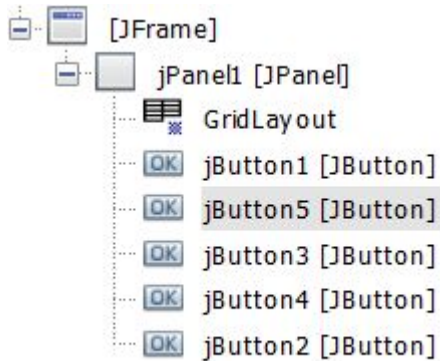 [JFrame]
jPanel1 [JPanel]
GridLayout
OK jButton1 [JButton]
OK jButton5 [JButton]
OK jButton3 [JButton]
OK jButton4 [JButton]
OK jButton2 [JButton]